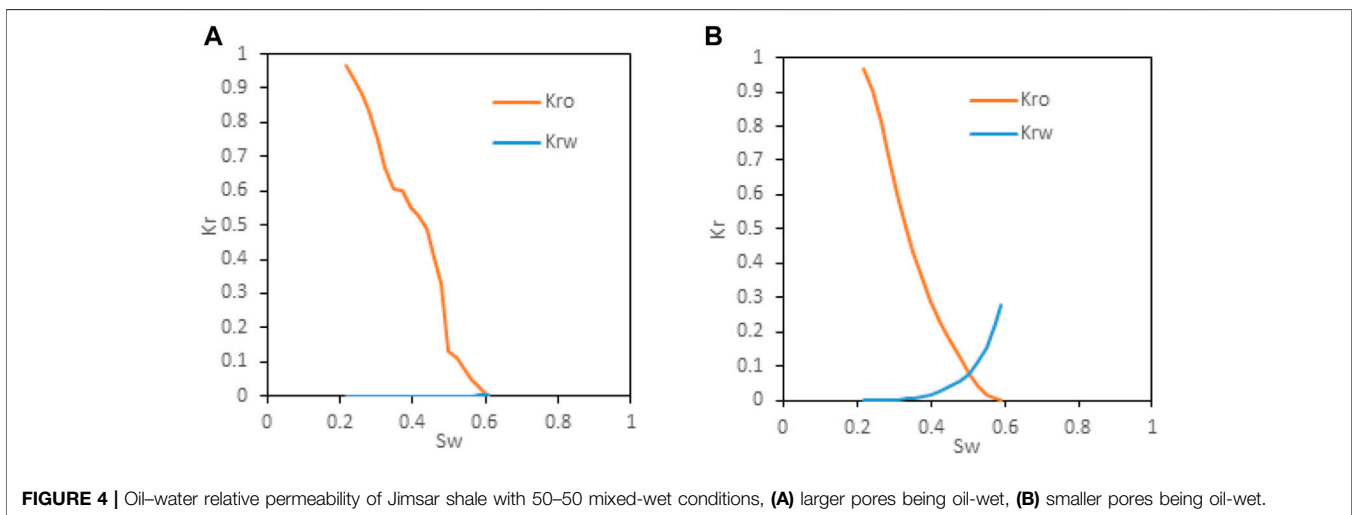 A
1
0.9
0.8
0.7
0.6
0.5
0.4
0.3
0.2
0.1
0
Kr
0 0.2 0.4 0.6 0.8 1
Sw
Kro
Krw
B
1
0.9
0.8
0.7
0.6
0.5
0.4
0.3
0.2
0.1
0
Kr
0 0.2 0.4 0.6 0.8 1
Sw
Kro
Krw
FIGURE 4 | Oil–water relative permeability of Jimsar shale with 50–50 mixed-wet conditions, (A) larger pores being oil-wet, (B) smaller pores being oil-wet.